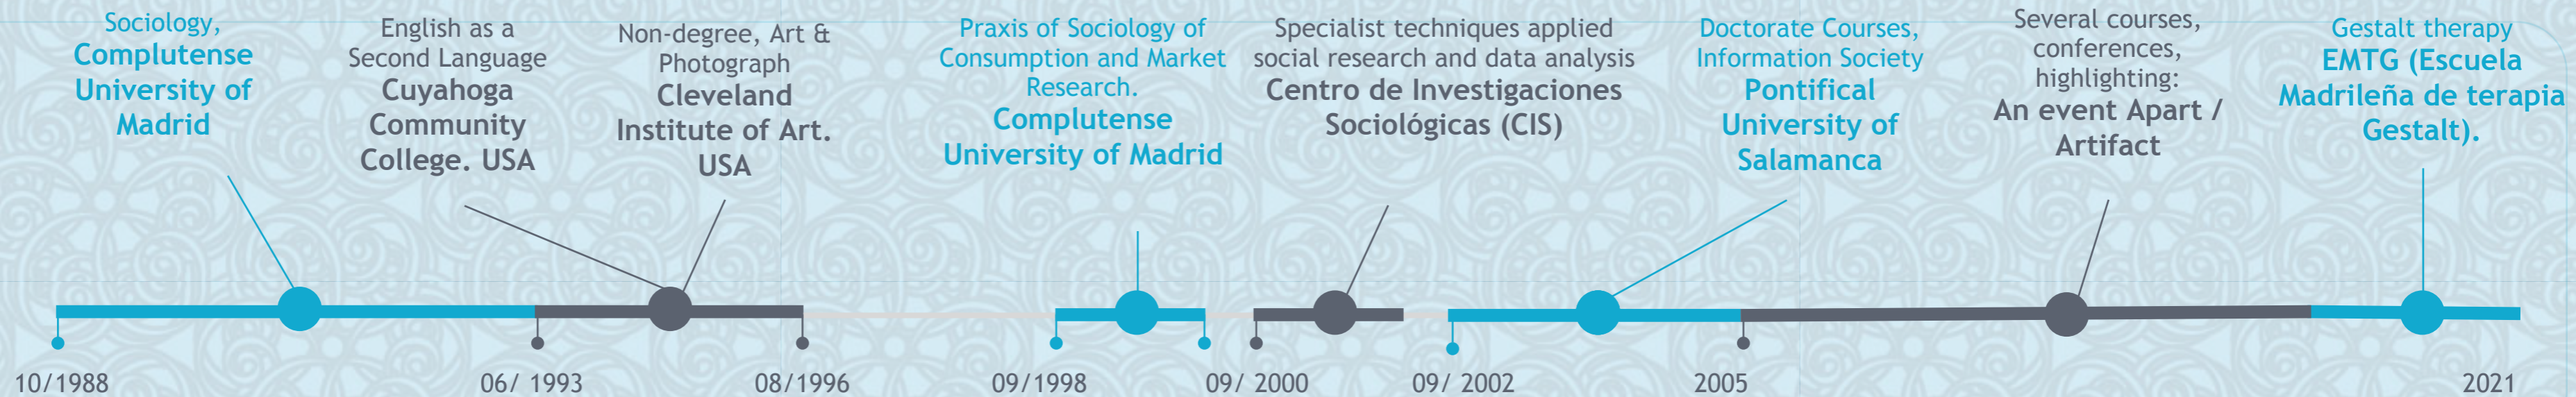 Sociology,
Complutense
University of
Madrid
English as a
Second Language
Cuyahoga
Community
College. USA
Non-degree, Art &
Photograph
Cleveland
Institute of Art.
USA
Praxis of Sociology of
Consumption and Market
Research.
Complutense
University of Madrid
Specialist techniques applied
social research and data analysis
Centro de Investigaciones
Sociológicas (CIS)
Doctorate Courses,
Information Society
Pontifical
University of
Salamanca
Several courses,
conferences,
highlighting:
An event Apart /
Artifact
Gestalt therapy
EMTG (Escuela
Madrileña de terapia
Gestalt).
10/1988
06/ 1993
08/1996
09/1998
09/ 2000
09/ 2002
2005
2021